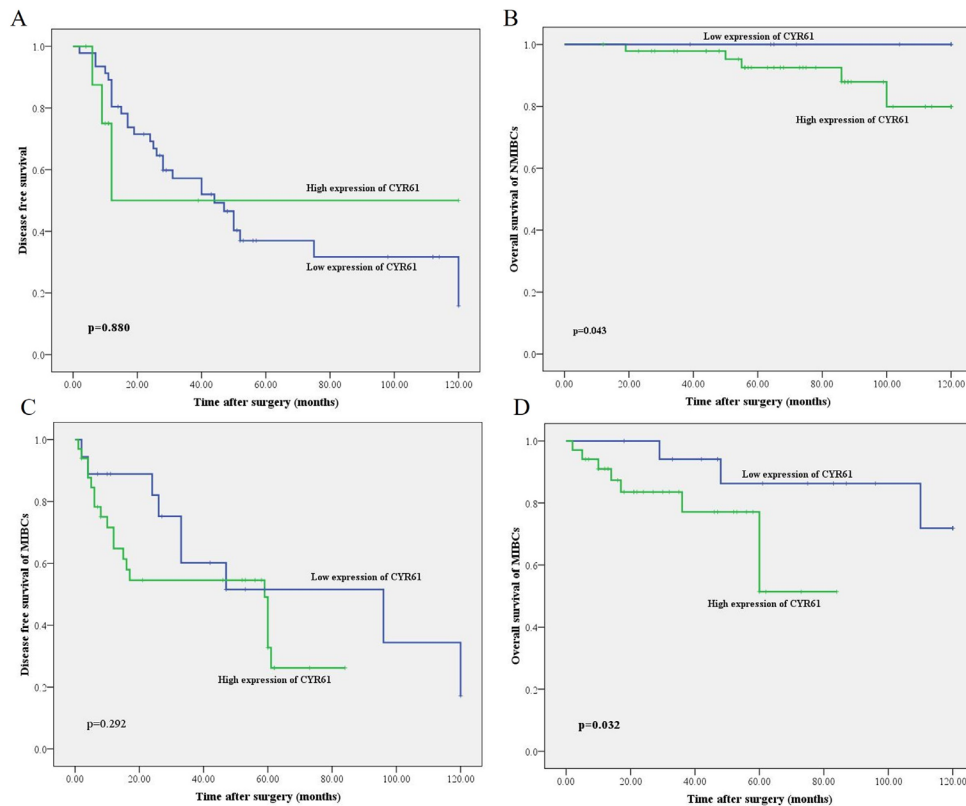 A
Disease free survival
1.0
0.8
0.6
0.4
0.2
0.0
High expression of CYR61
Low expression of CYR61
p=0.880
0.00 20.00 40.00 60.00 80.00 100.00 120.00
Time after surgery (months)
B
Overall survival of NMIBCs
1.0
0.8
0.6
0.4
0.2
0.0
Low expression of CYR61
High expression of CYR61
p=0.043
0.00 20.00 40.00 60.00 80.00 100.00 120.00
Time after surgery (months)
C
Disease free survival of MIBCs
1.0
0.8
0.6
0.4
0.2
0.0
Low expression of CYR61
High expression of CYR61
p=0.292
0.00 20.00 40.00 60.00 80.00 100.00 120.00
Time after surgery (months)
D
Overall survival of MIBCs
1.0
0.8
0.6
0.4
0.2
0.0
Low expression of CYR61
High expression of CYR61
p=0.032
0.00 20.00 40.00 60.00 80.00 100.00 120.00
Time after surgery (months)